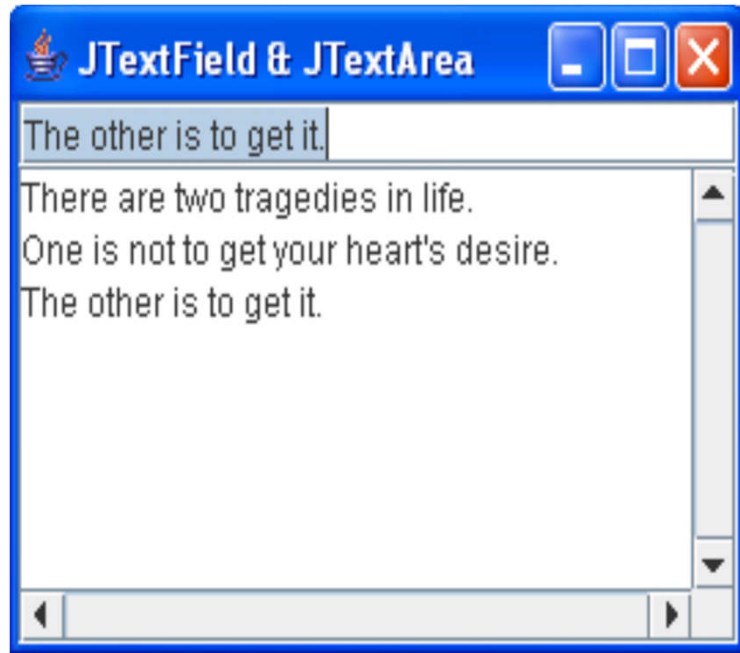 JTextField & JTextArea
The other is to get it.
There are two tragedies in life.
One is not to get your heart's desire.
The other is to get it.